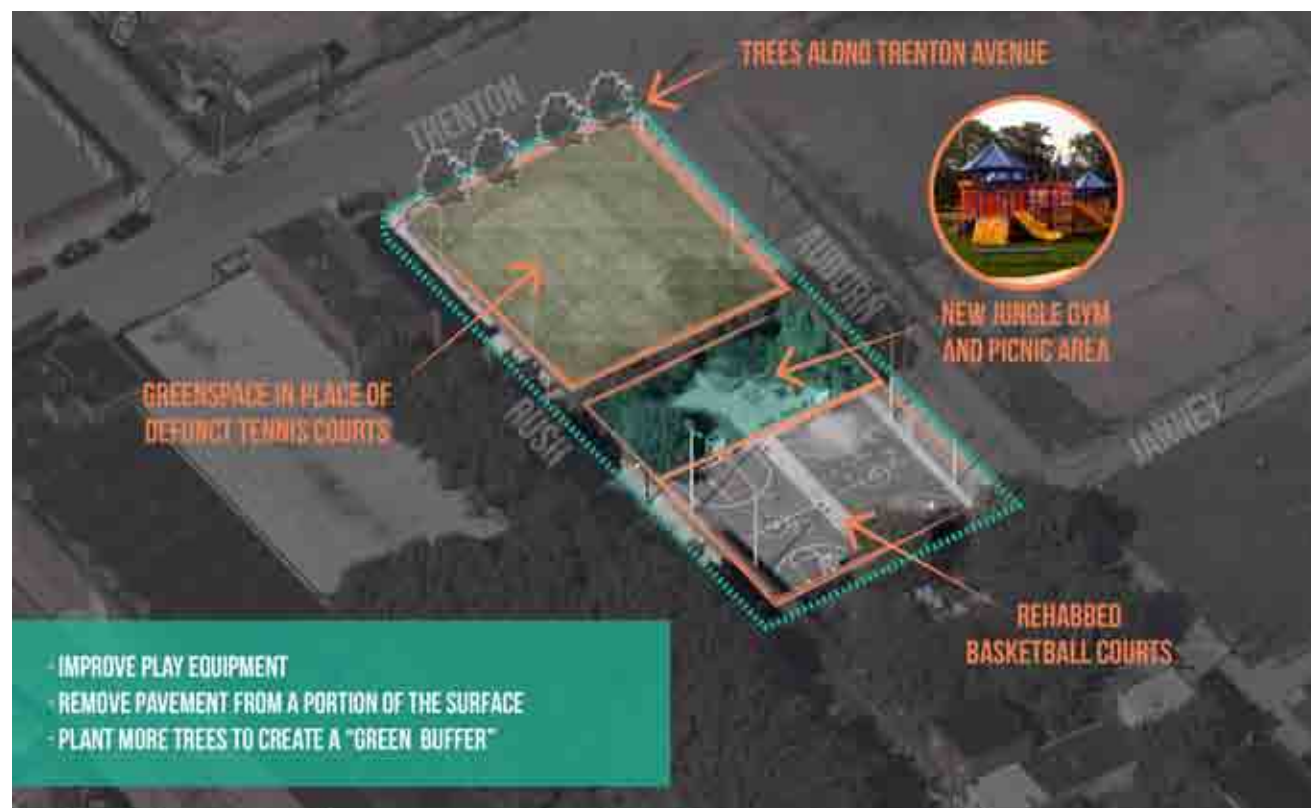 TREES ALONG TRENTON AVENUE
TRENTON
AUBURN
NEW JUNGLE GYM
AND PICNIC AREA
GREENSPACE IN PLACE OF
DEFUNCT TENNIS COURTS
RUSH
JANNEY
REHABBED
BASKETBALL COURTS
- IMPROVE PLAY EQUIPMENT
- REMOVE PAVEMENT FROM A PORTION OF THE SURFACE
- PLANT MORE TREES TO CREATE A "GREEN BUFFER"